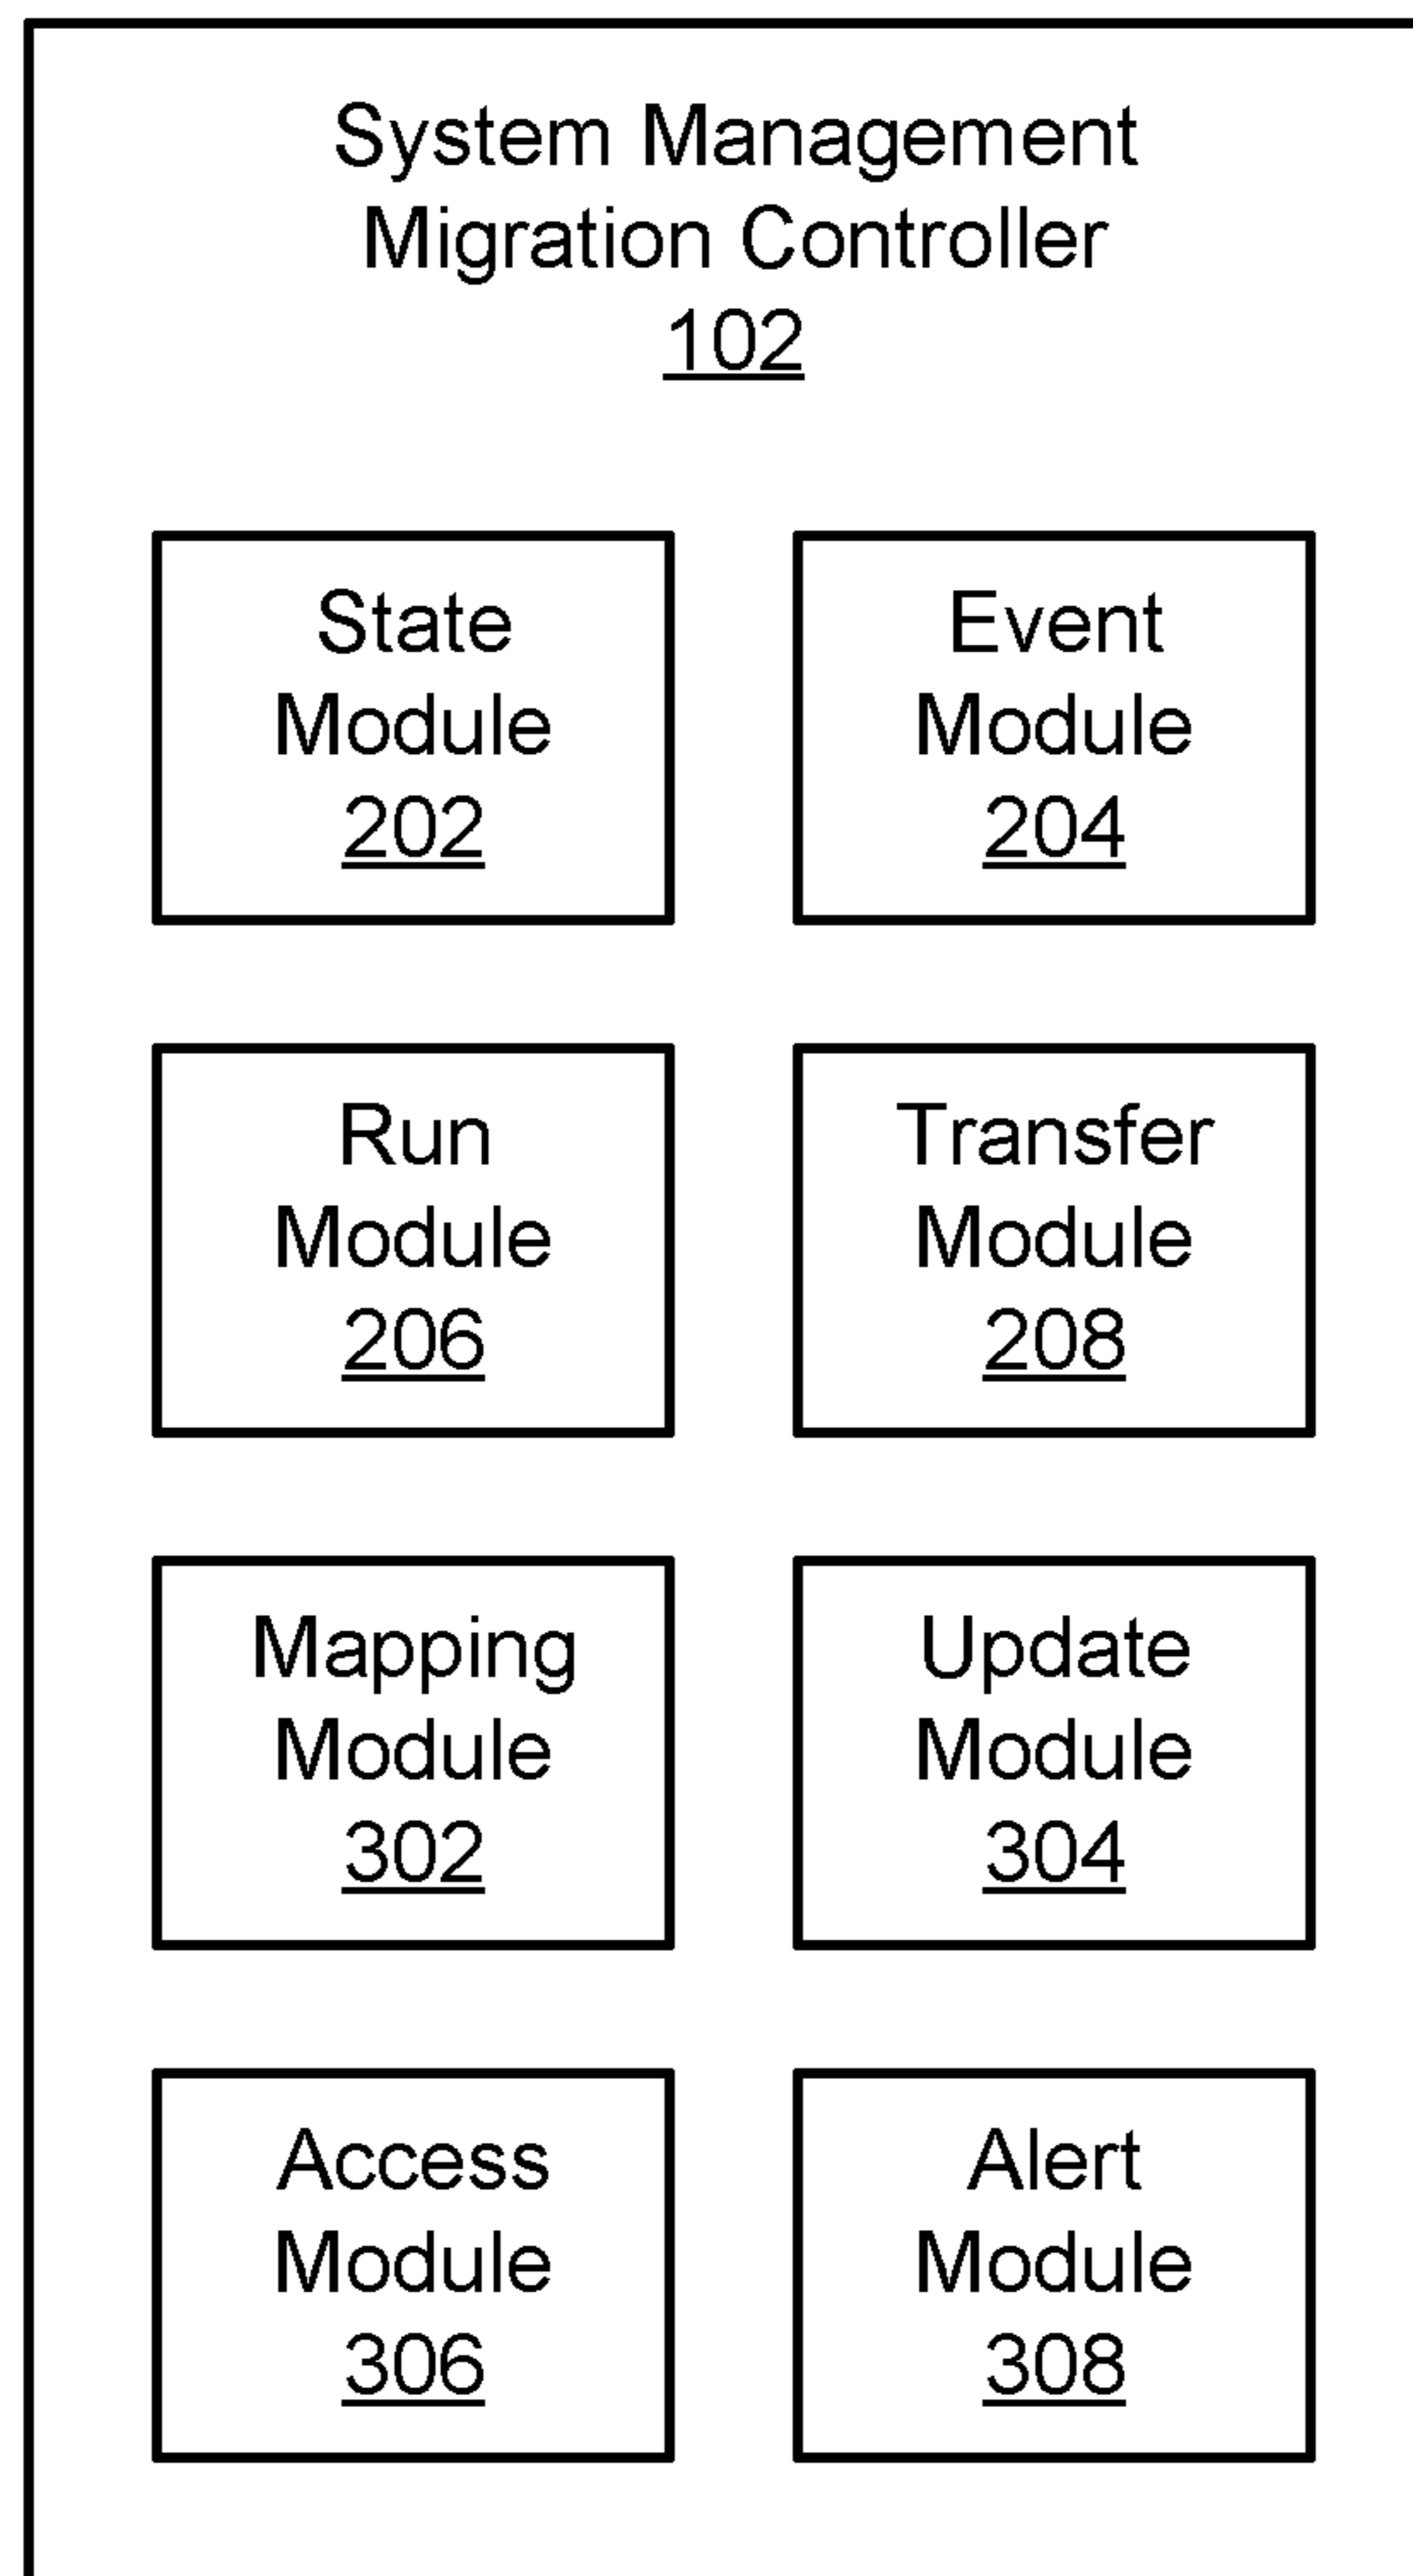 System Management
Migration Controller
102
State
Module
202
Event
Module
204
Run
Module
206
Transfer
Module
208
Mapping
Module
302
Update
Module
304
Access
Module
306
Alert
Module
308